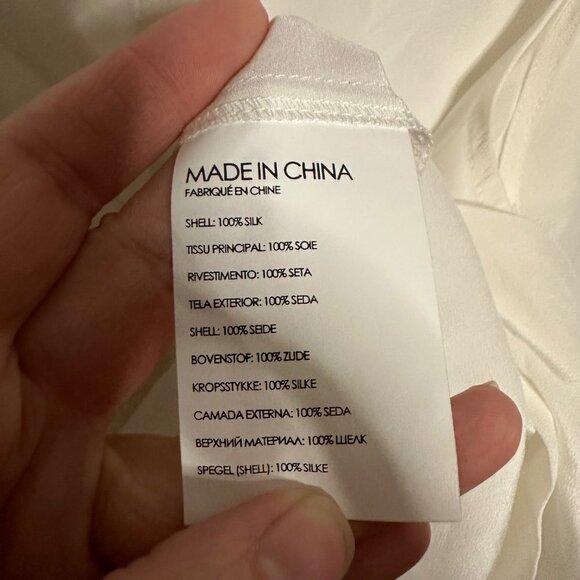 MADE IN CHINA
FABRIQUÉ EN CHINE
SHELL: 100% SILK
TISSU PRINCIPAL: 100% SOIE
RIVESTIMENTO: 100% SETA
TELA EXTERIOR: 100% SEDA
SHELL: 100% SEIDE
BOVENSTOF: 100% ZIJDE
KROPSSTYKKE: 100% SILKE
CAMADA EXTERNA: 100% SEDA
ВЕРХНИЙ МАТЕРИАЛ: 100% ШЕЛК
SPEGEL (SHELL): 100% SILKE